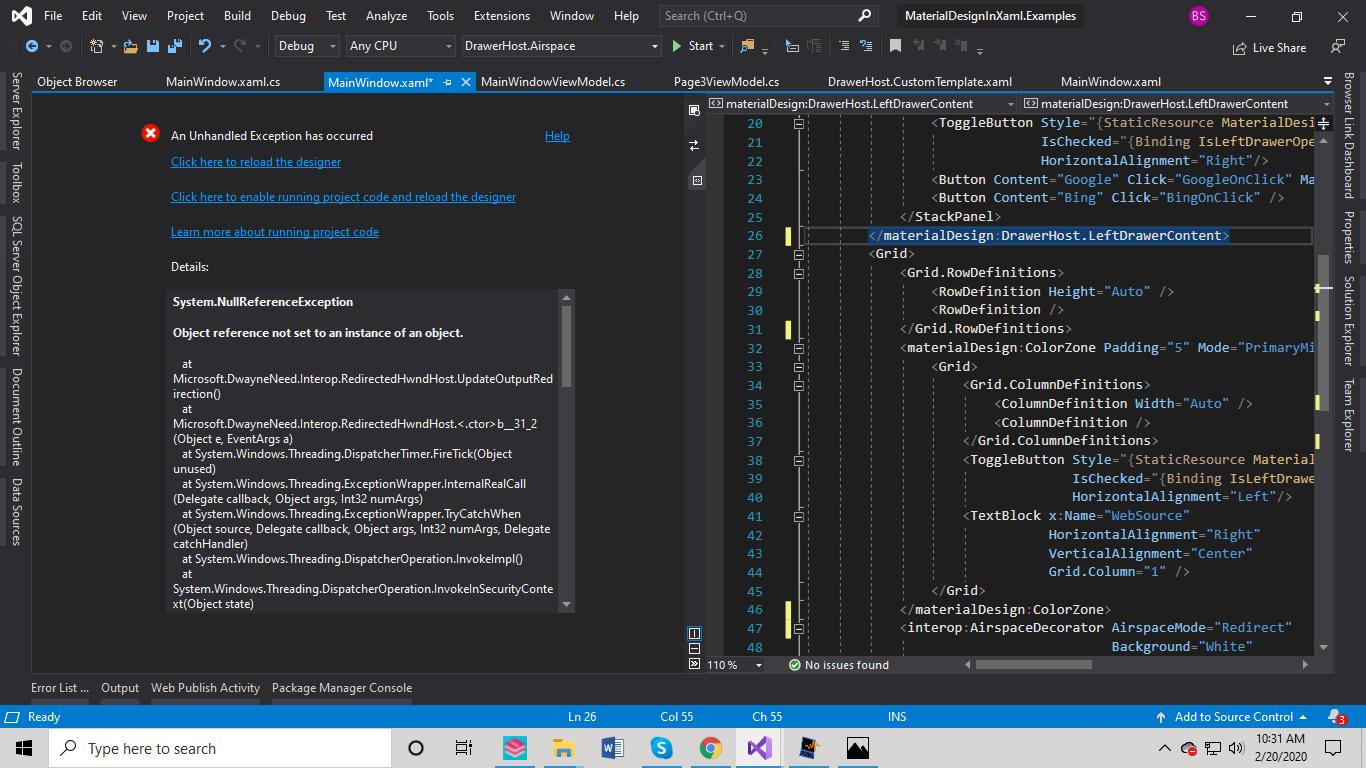 File Edit View Project Build Debug Test Analyze Tools Extensions Window Help Search (Ctrl+Q) MaterialDesignInXaml.Examples BS
Debug Any CPU DrawerHost.Airspace Start Live Share
Object Browser MainWindow.xaml.cs MainWindow.xaml* MainWindowViewModel.cs Page3ViewModel.cs DrawerHost.CustomTemplate.xaml MainWindow.xaml
Server Explorer
Toolbox
SQL Server Object Explorer
Document Outline
Data Sources
An Unhandled Exception has occurred Help
Click here to reload the designer
Click here to enable running project code and reload the designer
Learn more about running project code
Details:
System.NullReferenceException
Object reference not set to an instance of an object.
at
Microsoft.DwayneNeed.Interop.RedirectedHwndHost.UpdateOutputRed
irection()
at
Microsoft.DwayneNeed.Interop.RedirectedHwndHost.<.ctor>b__31_2
(Object e, EventArgs a)
at System.Windows.Threading.DispatcherTimer.FireTick(Object
unused)
at System.Windows.Threading.ExceptionWrapper.InternalRealCall
(Delegate callback, Object args, Int32 numArgs)
at System.Windows.Threading.ExceptionWrapper.TryCatchWhen
(Object source, Delegate callback, Object args, Int32 numArgs, Delegate
catchHandler)
at System.Windows.Threading.DispatcherOperation.InvokeImpl()
at
System.Windows.Threading.DispatcherOperation.InvokeInSecurityConte
xt(Object state)
materialDesign:DrawerHost.LeftDrawerContent materialDesign:DrawerHost.LeftDrawerContent
20 <ToggleButton Style="{StaticResource MaterialDesi
21 IsChecked="{Binding IsLeftDrawerOpe
22 HorizontalAlignment="Right"/>
23 <Button Content="Google" Click="GoogleOnClick" Ma
24 <Button Content="Bing" Click="BingOnClick" />
25 </StackPanel>
26 </materialDesign:DrawerHost.LeftDrawerContent>
27 <Grid>
28 <Grid.RowDefinitions>
29 <RowDefinition Height="Auto" />
30 <RowDefinition />
31 </Grid.RowDefinitions>
32 <materialDesign:ColorZone Padding="5" Mode="PrimaryMi
33 <Grid>
34 <Grid.ColumnDefinitions>
35 <ColumnDefinition Width="Auto" />
36 <ColumnDefinition />
37 </Grid.ColumnDefinitions>
38 <ToggleButton Style="{StaticResource Material
39 IsChecked="{Binding IsLeftDrawe
40 HorizontalAlignment="Left"/>
41 <TextBlock x:Name="WebSource"
42 HorizontalAlignment="Right"
43 VerticalAlignment="Center"
44 Grid.Column="1" />
45 </Grid>
46 </materialDesign:ColorZone>
47 <interop:AirspaceDecorator AirspaceMode="Redirect"
48 Background="White"
110 % No issues found
Browser Link Dashboard
Properties
Solution Explorer
Team Explorer
Error List ... Output Web Publish Activity Package Manager Console
Ready Ln 26 Col 55 Ch 55 INS Add to Source Control 3
Type here to search
10:31 AM
2/20/2020